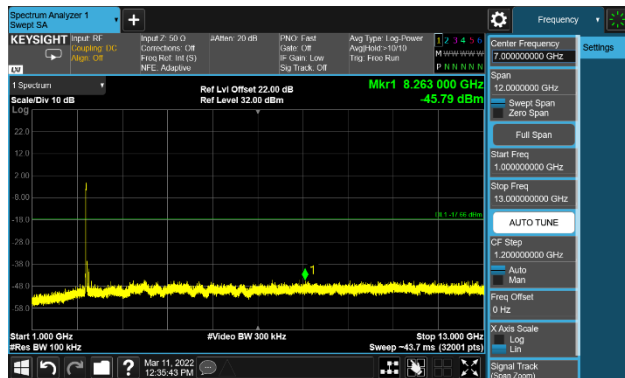 Spectrum Analyzer 1
Swept SA
Frequency
KEYSIGHT
Input: RF
Coupling: DC
Align: Off
Input Z: 50 Ω
Corrections: Off
Freq Ref: Int (S)
NFE: Adaptive
#Atten: 20 dB
PNO: Fast
Gate: Off
IF Gain: Low
Sig Track: Off
Avg Type: Log-Power
Avg|Hold:>10/10
Trig: Free Run
1 2 3 4 5 6
M W W W W W
P N N N N N
LXI
1 Spectrum
Scale/Div 10 dB
Log
Ref Lvl Offset 22.00 dB
Ref Level 32.00 dBm
Mkr1 8.263 000 GHz
-45.79 dBm
22.0
12.0
2.00
-8.00
-18.0
-28.0
-38.0
-48.0
-58.0
1
Start 1.000 GHz
#Res BW 100 kHz
#Video BW 300 kHz
Stop 13.000 GHz
Sweep ~43.7 ms (32001 pts)
Mar 11, 2022
12:35:43 PM
Center Frequency
7.000000000 GHz
Span
12.0000000 GHz
Swept Span
Zero Span
Full Span
Start Freq
1.000000000 GHz
Stop Freq
13.000000000 GHz
AUTO TUNE
CF Step
1.200000000 GHz
Auto
Man
Freq Offset
0 Hz
X Axis Scale
Log
Lin
Signal Track
(Span Zoom)
Settings